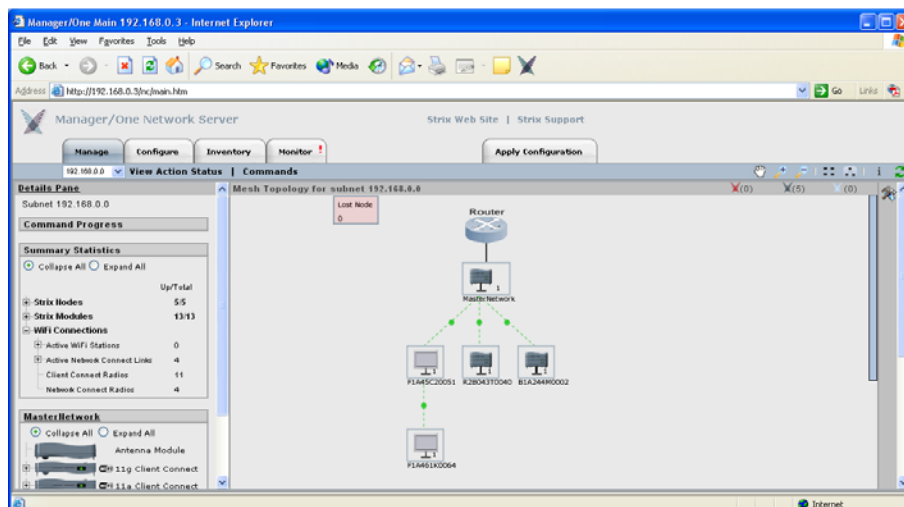 Manager/One Main 192.168.0.3 - Internet Explorer
File Edit View Favorites Tools Help
Back Search Favorites Media
Address http://192.168.0.3/nc/main.htm Go Links
Manager/One Network Server Strix Web Site | Strix Support
Manage Configure Inventory Monitor ! Apply Configuration
192.168.0.0 View Action Status | Commands
Details Pane
Subnet 192.168.0.0
Command Progress
Summary Statistics
Collapse All Expand All
Up/Total
Strix Nodes 5/5
Strix Modules 13/13
WiFi Connections
Active WiFi Stations 0
Active Network Connect Links 4
Client Connect Radios 11
Network Connect Radios 4
MasterNetwork
Collapse All Expand All
Antenna Module
11g Client Connect
11a Client Connect
Mesh Topology for subnet 192.168.0.0 (0) (5) (0)
Lost Node
0
Router
1
MasterNetwork
1 1 1
F1A45C20051 R28043T0040 B1A244M0002
1
F1A461K0064
Internet